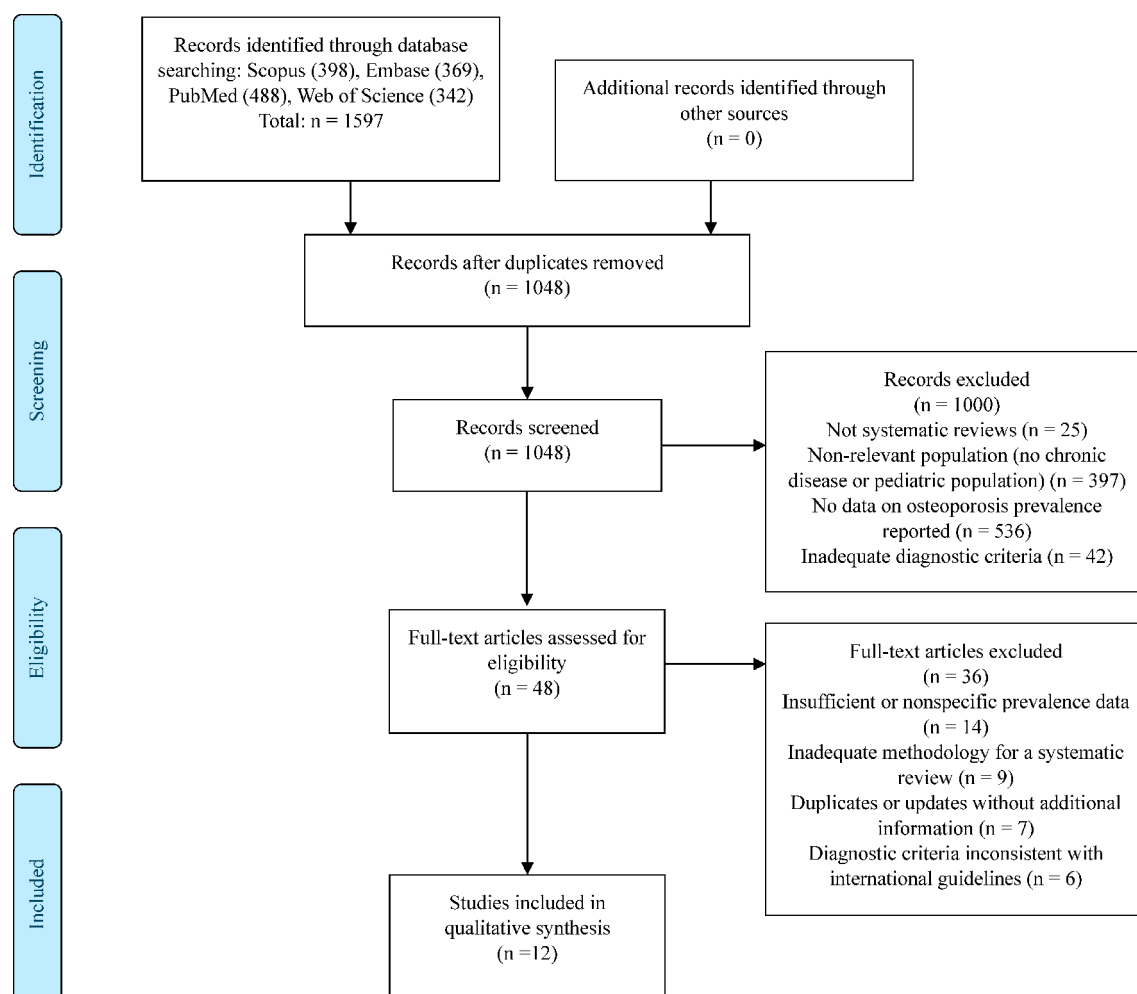 Identification
Records identified through database
searching: Scopus (398), Embase (369),
PubMed (488), Web of Science (342)
Total: n = 1597
Additional records identified through
other sources
(n = 0)
Records after duplicates removed
(n = 1048)
Screening
Records screened
(n = 1048)
Records excluded
(n = 1000)
Not systematic reviews (n = 25)
Non-relevant population (no chronic
disease or pediatric population) (n = 397)
No data on osteoporosis prevalence
reported (n = 536)
Inadequate diagnostic criteria (n = 42)
Eligibility
Full-text articles assessed for
eligibility
(n = 48)
Full-text articles excluded
(n = 36)
Insufficient or nonspecific prevalence data
(n = 14)
Inadequate methodology for a systematic
review (n = 9)
Duplicates or updates without additional
information (n = 7)
Diagnostic criteria inconsistent with
international guidelines (n = 6)
Included
Studies included in
qualitative synthesis
(n =12)